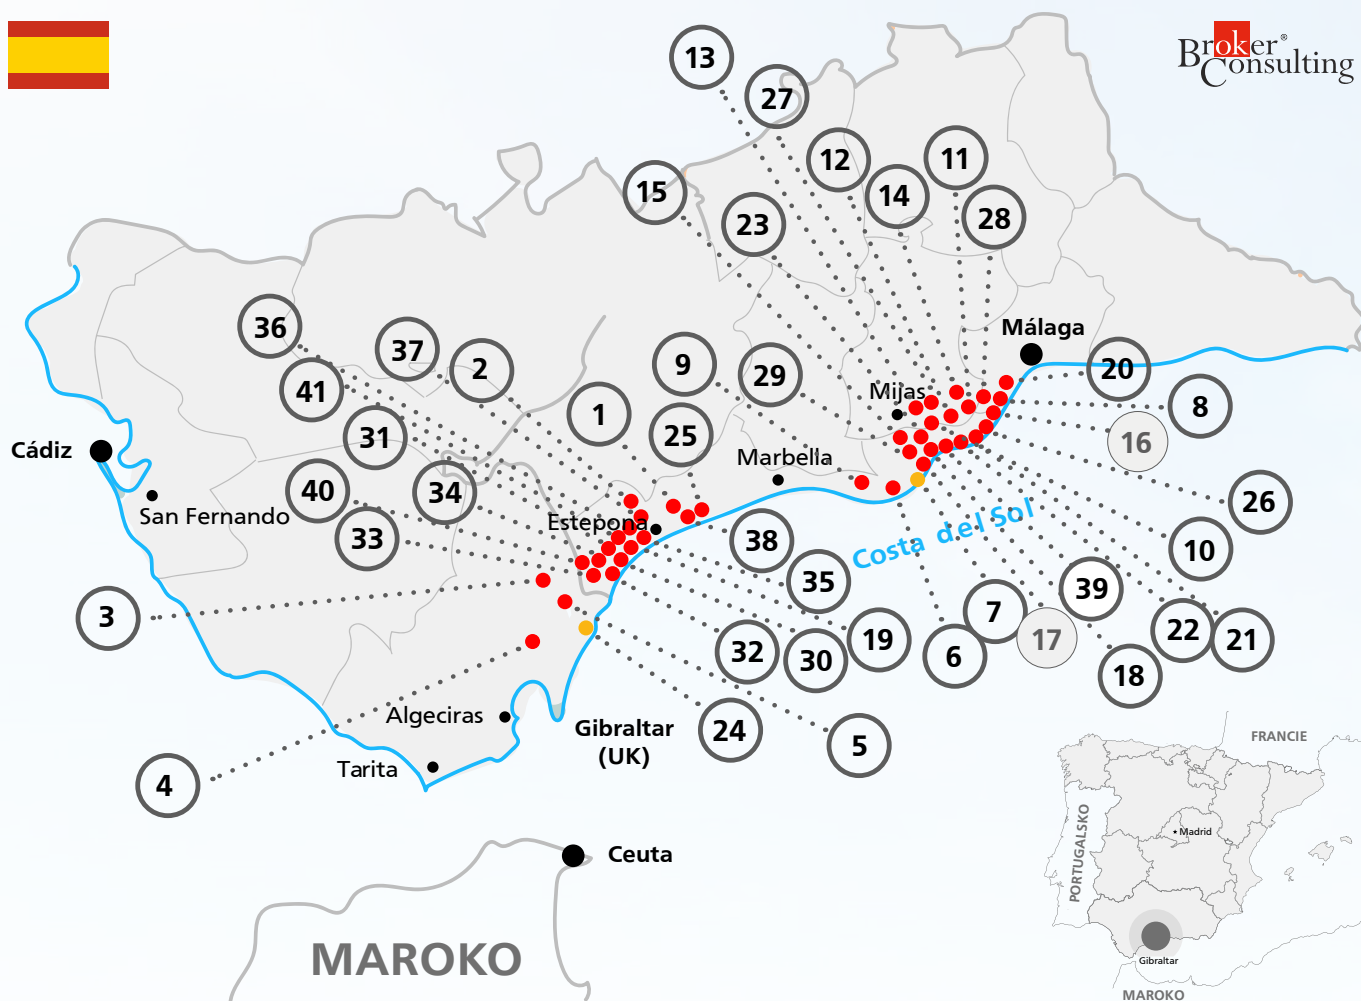 Broker®
Consulting
13
27
12
11
15
14
23
28
36
Málaga
37
2
9
29
20
41
Mijas
8
1
31
25
16
Cádiz
Marbella
40
34
San Fernando
26
33
Estepona
38
Costa del Sol
10
35
39
3
7
17
22
21
32
30
19
6
18
Algeciras
Gibraltar
(UK)
24
5
FRANCIE
Tarita
4
PORTUGALSKO
Madrid
Ceuta
MAROKO
Gibraltar
MAROKO